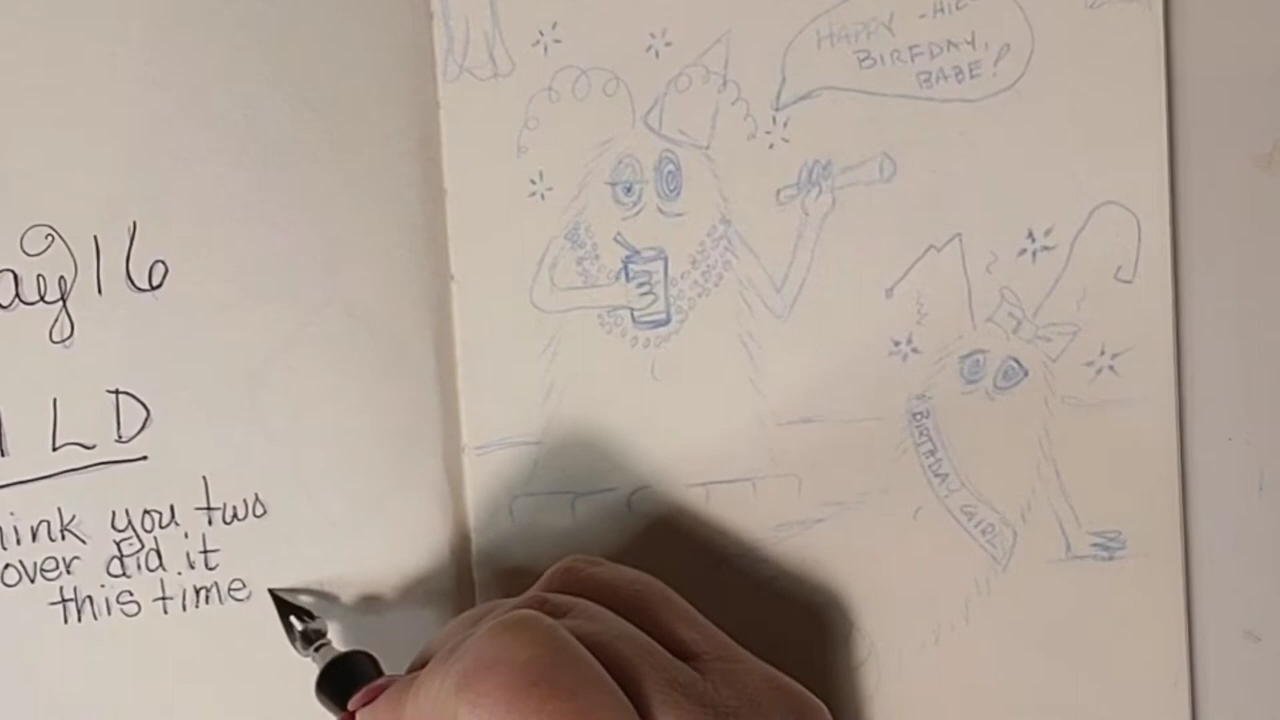 ay 16
LD
hink you two
over did it
this time
HAPPY -HIC-
BIRFDAY,
BABE!
BIRTHDAY GIRL